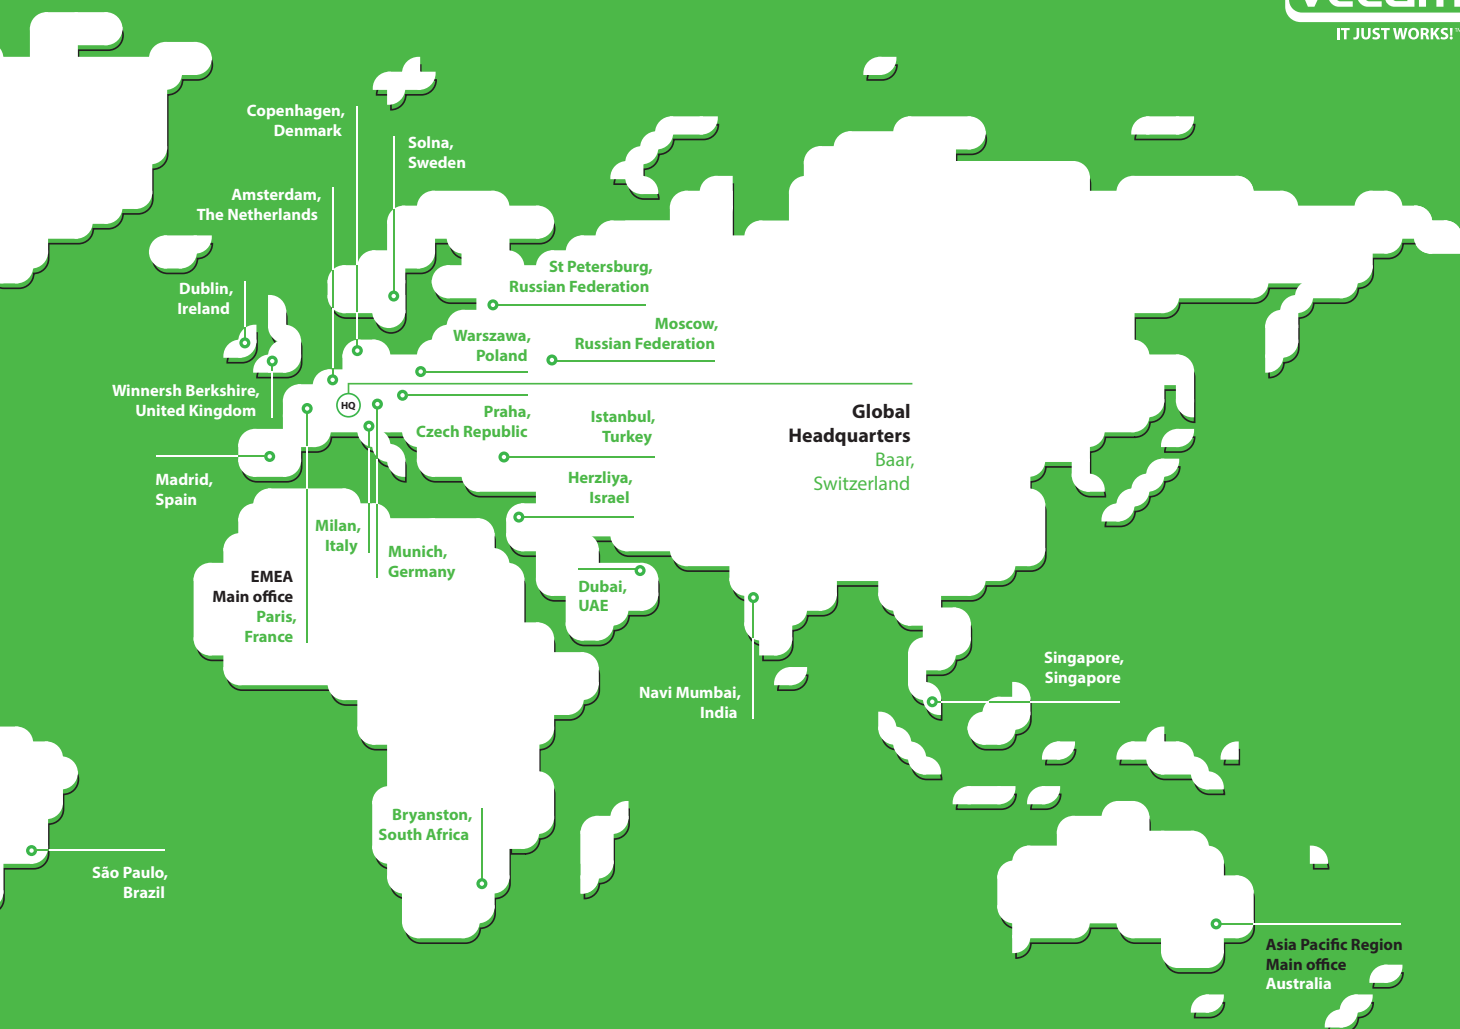 veeam
IT JUST WORKS!™
Copenhagen,
Denmark
Solna,
Sweden
Amsterdam,
The Netherlands
St Petersburg,
Russian Federation
Dublin,
Ireland
Moscow,
Russian Federation
Warszawa,
Poland
Winnersh Berkshire,
United Kingdom
HQ
Global
Headquarters
Baar,
Switzerland
Praha,
Czech Republic
Istanbul,
Turkey
Madrid,
Spain
Herzliya,
Israel
Milan,
Italy
Munich,
Germany
EMEA
Main office
Paris,
France
Dubai,
UAE
Singapore,
Singapore
Navi Mumbai,
India
Bryanston,
South Africa
São Paulo,
Brazil
Asia Pacific Region
Main office
Australia